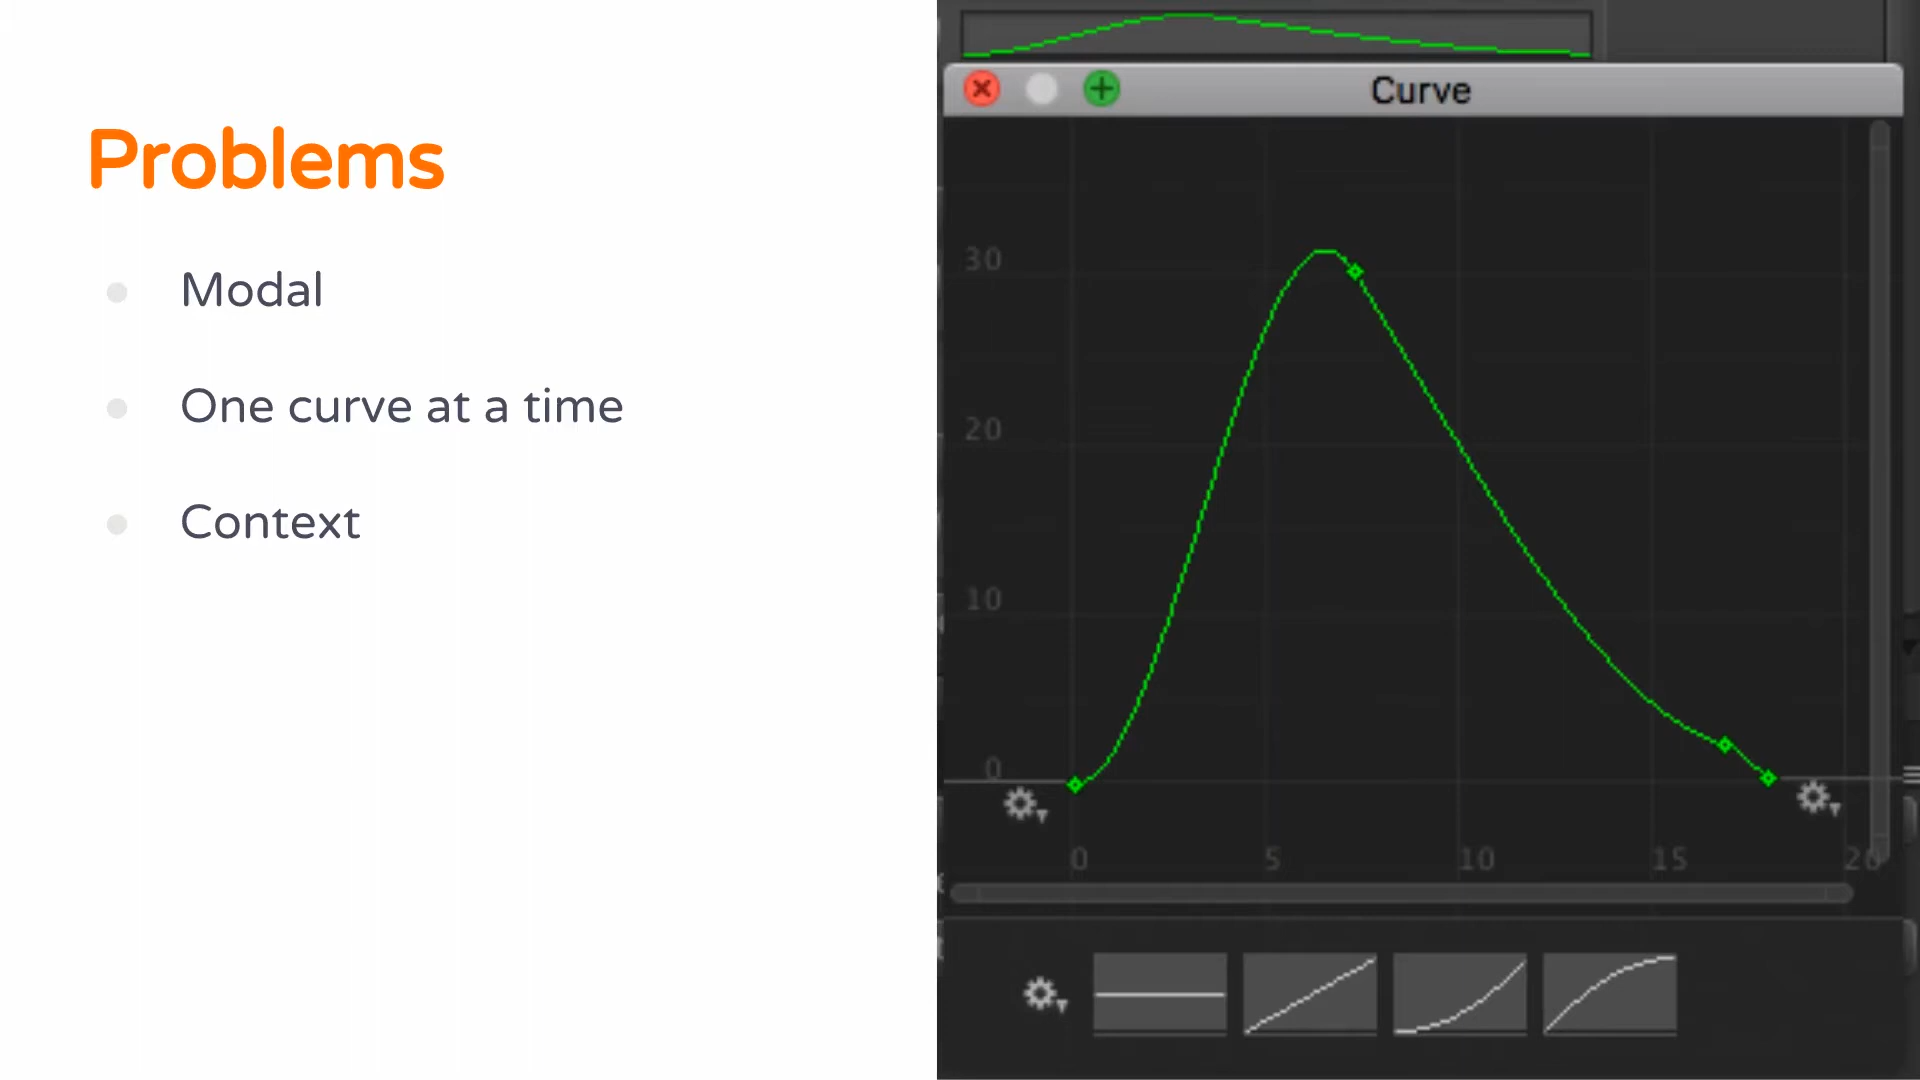 Problems
Modal
One curve at a time
Context
Curve
30
20
10
0
0 5 10 15 20